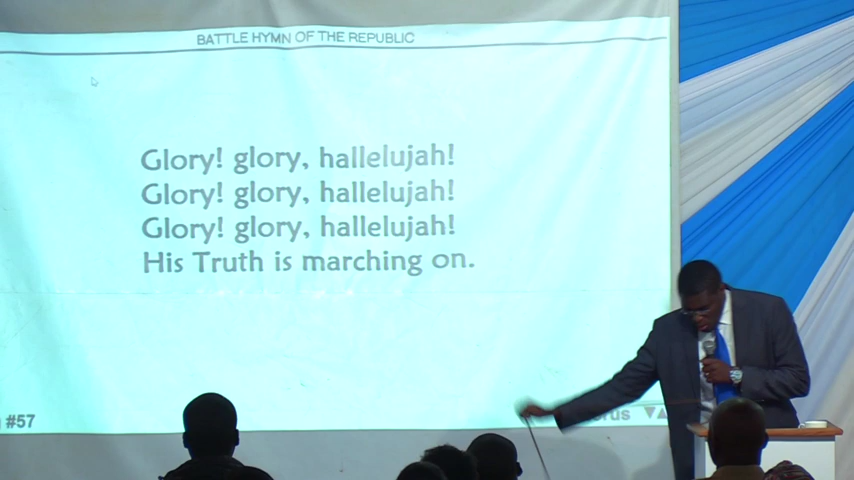 BATTLE HYMN OF THE REPUBLIC
Glory! glory, hallelujah!
Glory! glory, hallelujah!
Glory! glory, hallelujah!
His Truth is marching on.
#57